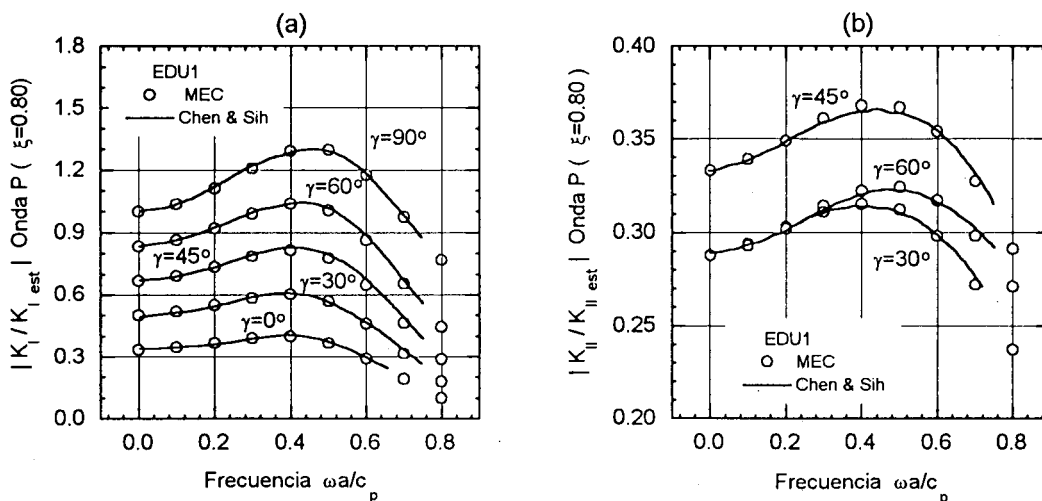 (a)
| K_I / K_I est | Onda P ( ξ=0.80)
1.8
1.5
1.2
0.9
0.6
0.3
0.0
EDU1
MEC
Chen & Sih
γ=90º
γ=60º
γ=45º
γ=30º
γ=0º
0.0 0.2 0.4 0.6 0.8
Frecuencia ωa/c_p
(b)
| K_II / K_II est | Onda P ( ξ=0.80 )
0.40
0.35
0.30
0.25
0.20
γ=45º
γ=60º
γ=30º
EDU1
MEC
Chen & Sih
0.0 0.2 0.4 0.6 0.8
Frecuencia ωa/c_p